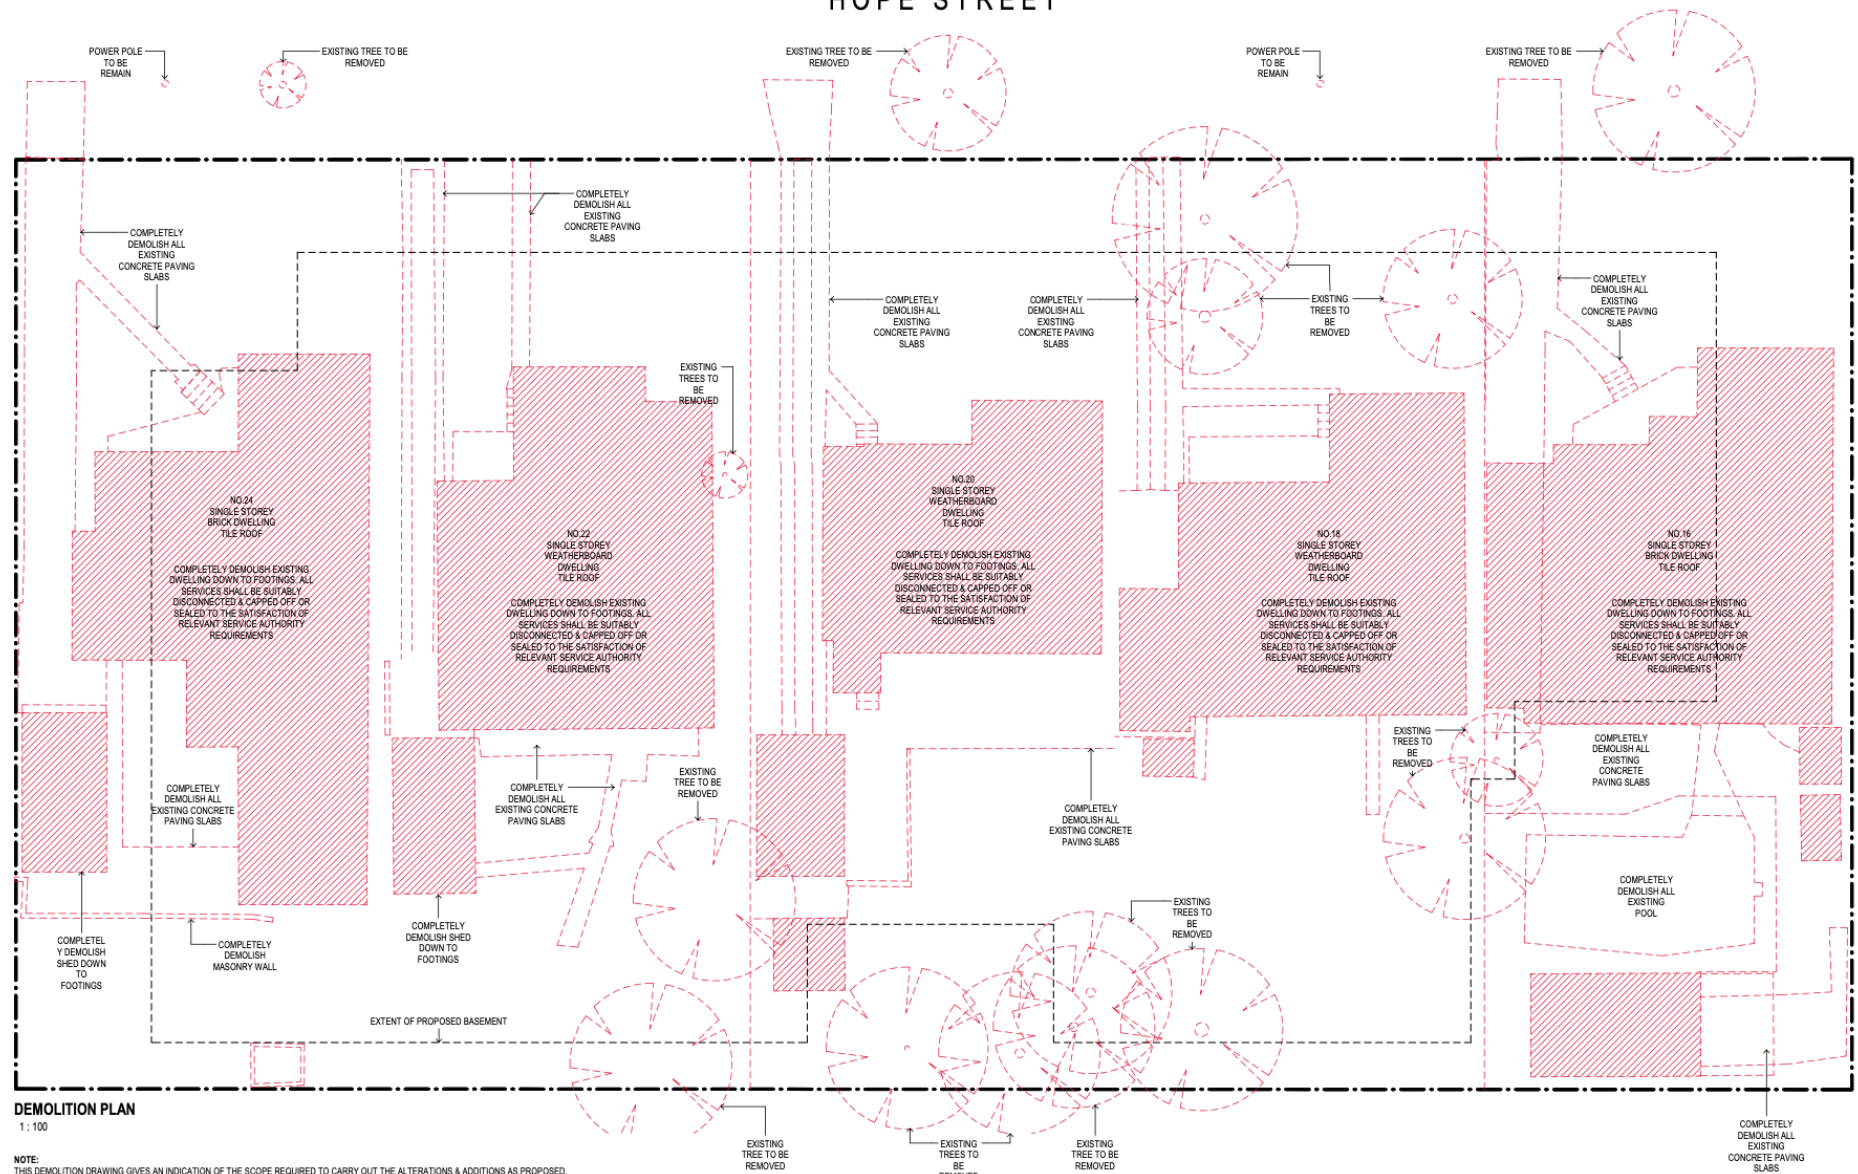 HOPE STREET
POWER POLE
TO BE
REMAIN
EXISTING TREE TO BE
REMOVED
EXISTING TREE TO BE
REMOVED
POWER POLE
TO BE
REMAIN
EXISTING TREE TO BE
REMOVED
COMPLETELY
DEMOLISH ALL
EXISTING
CONCRETE PAVING
SLABS
COMPLETELY
DEMOLISH ALL
EXISTING
CONCRETE PAVING
SLABS
COMPLETELY
DEMOLISH ALL
EXISTING
CONCRETE PAVING
SLABS
COMPLETELY
DEMOLISH ALL
EXISTING
CONCRETE PAVING
SLABS
EXISTING
TREES TO
BE
REMOVED
COMPLETELY
DEMOLISH ALL
EXISTING
CONCRETE PAVING
SLABS
EXISTING
TREES TO
BE
REMOVED
NO.24
SINGLE STOREY
BRICK DWELLING
TILE ROOF
COMPLETELY DEMOLISH EXISTING
DWELLING DOWN TO FOOTINGS. ALL
SERVICES SHALL BE SUITABLY
DISCONNECTED & CAPPED OFF OR
SEALED TO THE SATISFACTION OF
RELEVANT SERVICE AUTHORITY
REQUIREMENTS
NO.22
SINGLE STOREY
WEATHERBOARD
DWELLING
TILE ROOF
COMPLETELY DEMOLISH EXISTING
DWELLING DOWN TO FOOTINGS. ALL
SERVICES SHALL BE SUITABLY
DISCONNECTED & CAPPED OFF OR
SEALED TO THE SATISFACTION OF
RELEVANT SERVICE AUTHORITY
REQUIREMENTS
NO.20
SINGLE STOREY
WEATHERBOARD
DWELLING
TILE ROOF
COMPLETELY DEMOLISH EXISTING
DWELLING DOWN TO FOOTINGS. ALL
SERVICES SHALL BE SUITABLY
DISCONNECTED & CAPPED OFF OR
SEALED TO THE SATISFACTION OF
RELEVANT SERVICE AUTHORITY
REQUIREMENTS
NO.18
SINGLE STOREY
WEATHERBOARD
DWELLING
TILE ROOF
COMPLETELY DEMOLISH EXISTING
DWELLING DOWN TO FOOTINGS. ALL
SERVICES SHALL BE SUITABLY
DISCONNECTED & CAPPED OFF OR
SEALED TO THE SATISFACTION OF
RELEVANT SERVICE AUTHORITY
REQUIREMENTS
NO.16
SINGLE STOREY
BRICK DWELLING
TILE ROOF
COMPLETELY DEMOLISH EXISTING
DWELLING DOWN TO FOOTINGS. ALL
SERVICES SHALL BE SUITABLY
DISCONNECTED & CAPPED OFF OR
SEALED TO THE SATISFACTION OF
RELEVANT SERVICE AUTHORITY
REQUIREMENTS
COMPLETELY
DEMOLISH ALL
EXISTING CONCRETE
PAVING SLABS
COMPLETELY
DEMOLISH ALL
EXISTING CONCRETE
PAVING SLABS
EXISTING
TREE TO BE
REMOVED
COMPLETELY
DEMOLISH ALL
EXISTING CONCRETE
PAVING SLABS
EXISTING
TREES TO
BE
REMOVED
COMPLETELY
DEMOLISH ALL
EXISTING
CONCRETE
PAVING SLABS
COMPLETELY
DEMOLISH ALL
EXISTING
POOL
COMPLETEL
Y DEMOLISH
SHED DOWN
TO
FOOTINGS
COMPLETELY
DEMOLISH
MASONRY WALL
COMPLETELY
DEMOLISH SHED
DOWN TO
FOOTINGS
EXISTING
TREES TO
BE
REMOVED
EXTENT OF PROPOSED BASEMENT
EXISTING
TREE TO BE
REMOVED
EXISTING
TREES TO
BE
REMOVED
EXISTING
TREE TO BE
REMOVED
COMPLETELY
DEMOLISH ALL
EXISTING
CONCRETE PAVING
SLABS
DEMOLITION PLAN
1 : 100
NOTE:
THIS DEMOLITION DRAWING GIVES AN INDICATION OF THE SCOPE REQUIRED TO CARRY OUT THE ALTERATIONS & ADDITIONS AS PROPOSED.